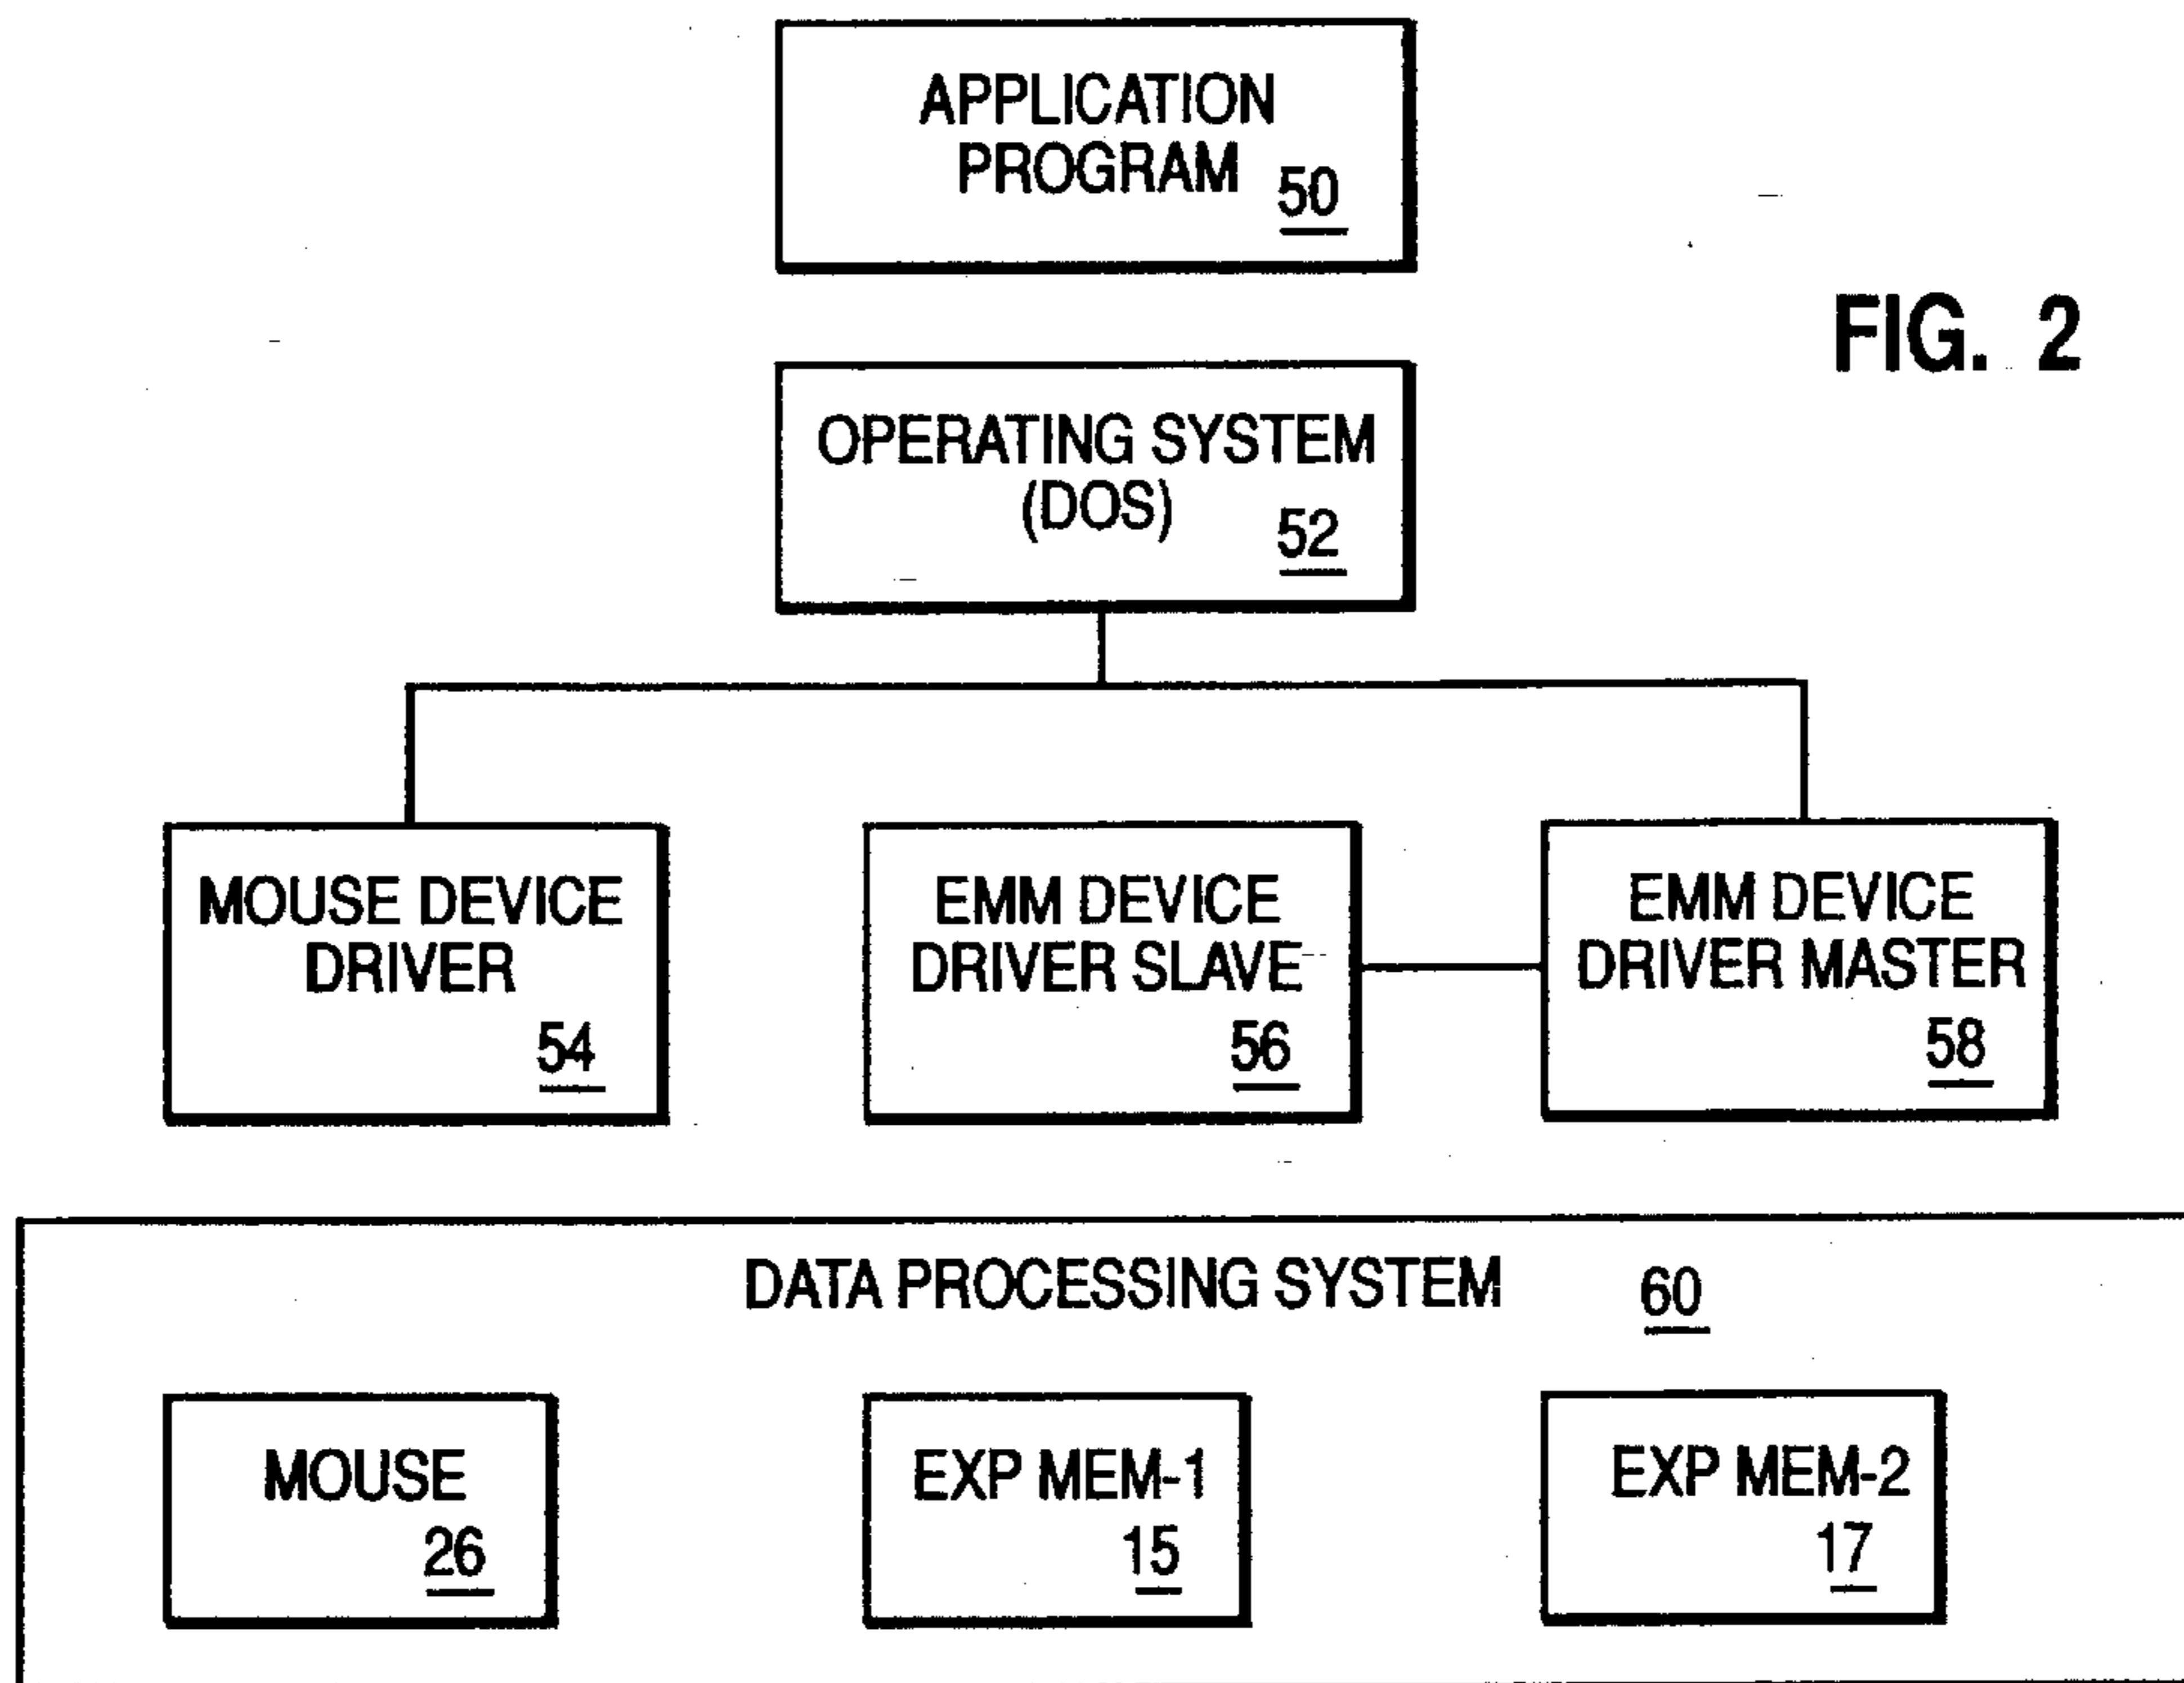 APPLICATION
PROGRAM
50
FIG. 2
OPERATING SYSTEM
(DOS)
52
MOUSE DEVICE
DRIVER
54
EMM DEVICE
DRIVER SLAVE
56
EMM DEVICE
DRIVER MASTER
58
DATA PROCESSING SYSTEM 60
MOUSE
26
EXP MEM-1
15
EXP MEM-2
17